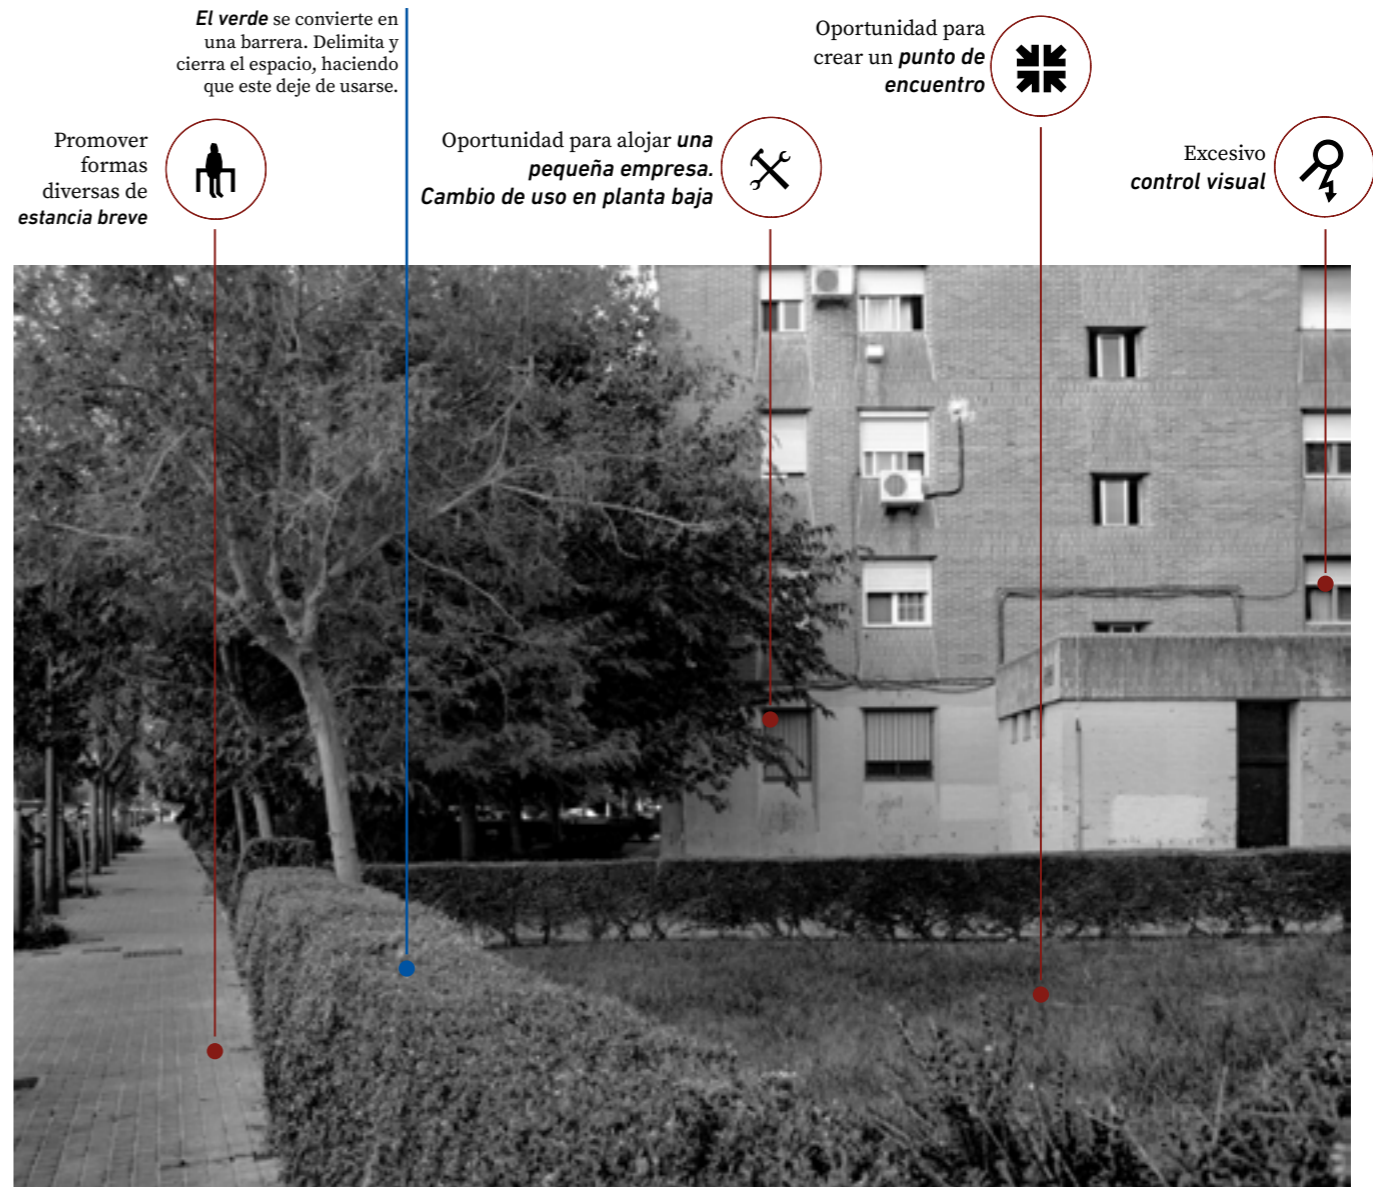 El verde se convierte en
una barrera. Delimita y
cierra el espacio, haciendo
que este deje de usarse.
Oportunidad para
crear un punto de
encuentro
Promover
formas
diversas de
estancia breve
Oportunidad para alojar una
pequeña empresa.
Cambio de uso en planta baja
Excesivo
control visual